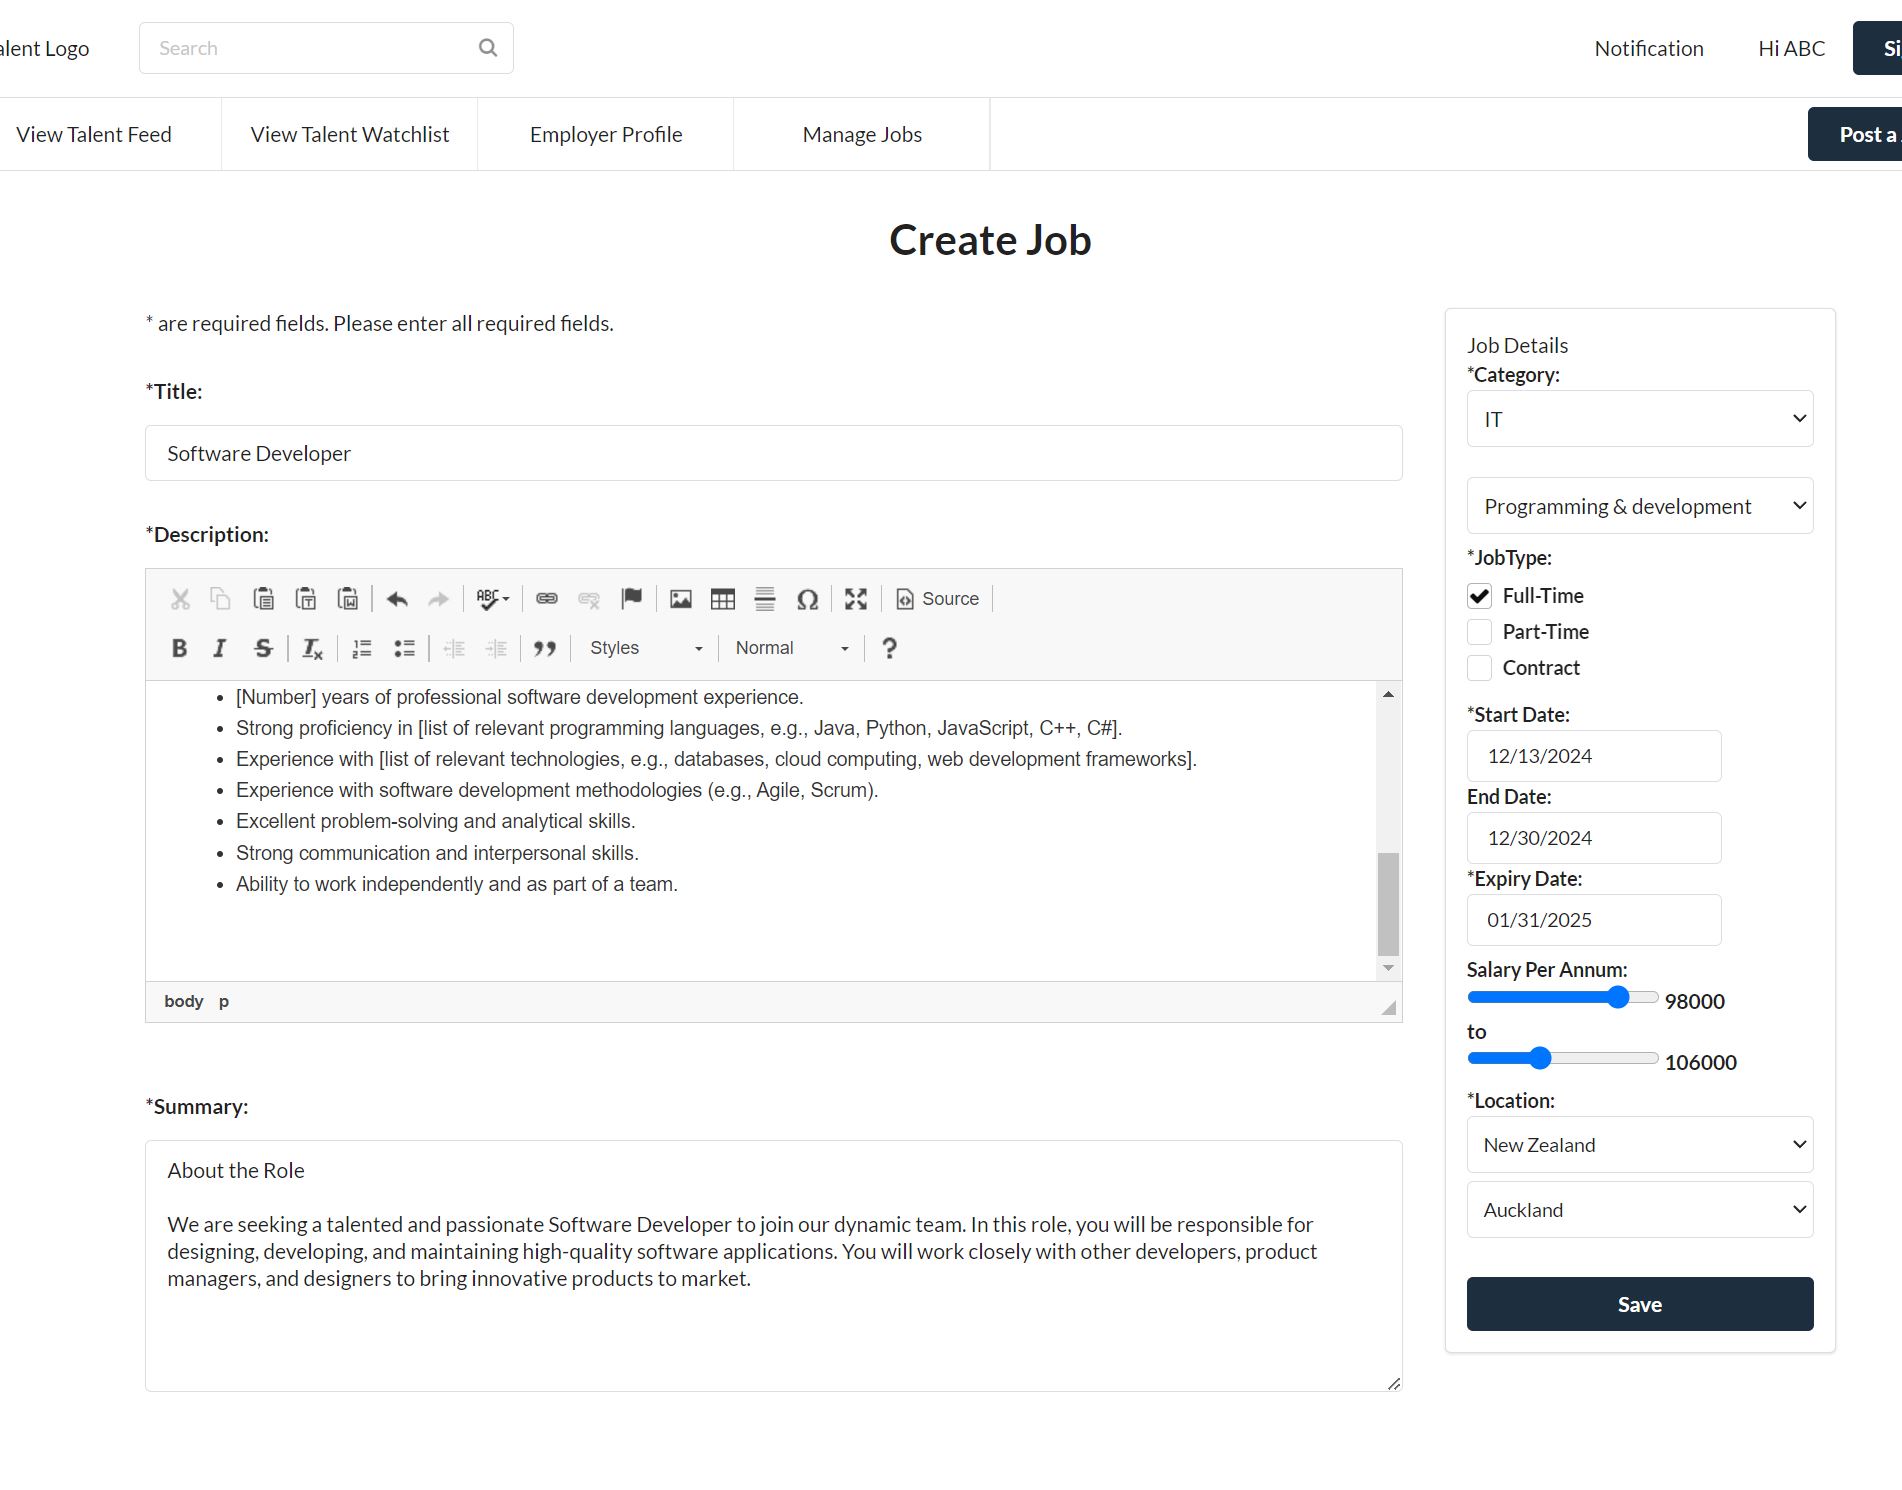 alent Logo
Search
Notification
Hi ABC
View Talent Feed
View Talent Watchlist
Employer Profile
Manage Jobs
Post a
Create Job
* are required fields. Please enter all required fields.
*Title:
Software Developer
*Description:
ABC
Source
B I S Ix
Styles
Normal
?
[Number] years of professional software development experience.
Strong proficiency in [list of relevant programming languages, e.g., Java, Python, JavaScript, C++, C#].
Experience with [list of relevant technologies, e.g., databases, cloud computing, web development frameworks].
Experience with software development methodologies (e.g., Agile, Scrum).
Excellent problem-solving and analytical skills.
Strong communication and interpersonal skills.
Ability to work independently and as part of a team.
body p
*Summary:
About the Role
We are seeking a talented and passionate Software Developer to join our dynamic team. In this role, you will be responsible for
designing, developing, and maintaining high-quality software applications. You will work closely with other developers, product
managers, and designers to bring innovative products to market.
Job Details
*Category:
IT
Programming & development
*JobType:
Full-Time
Part-Time
Contract
*Start Date:
12/13/2024
End Date:
12/30/2024
*Expiry Date:
01/31/2025
Salary Per Annum:
98000
to
106000
*Location:
New Zealand
Auckland
Save